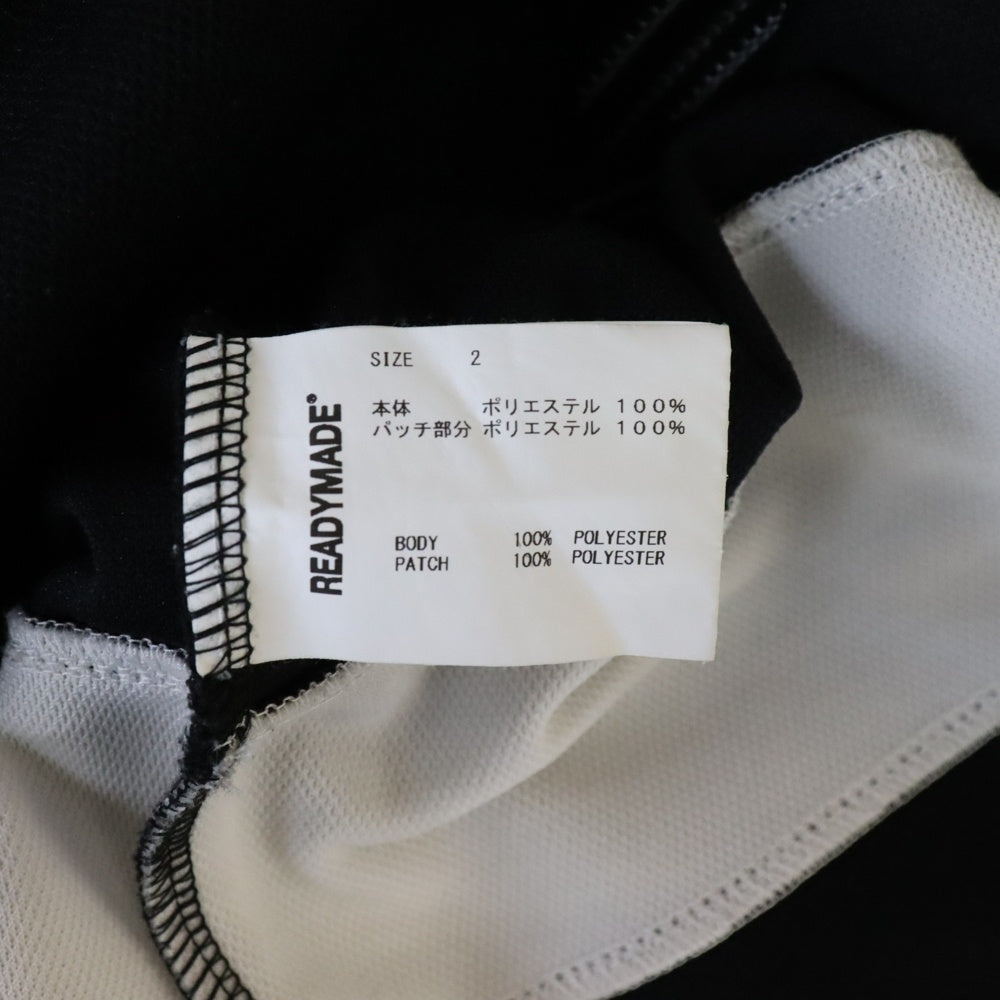 SIZE 2
READYMADE®
本体 ポリエステル 100%
パッチ部分 ポリエステル 100%
BODY 100% POLYESTER
PATCH 100% POLYESTER